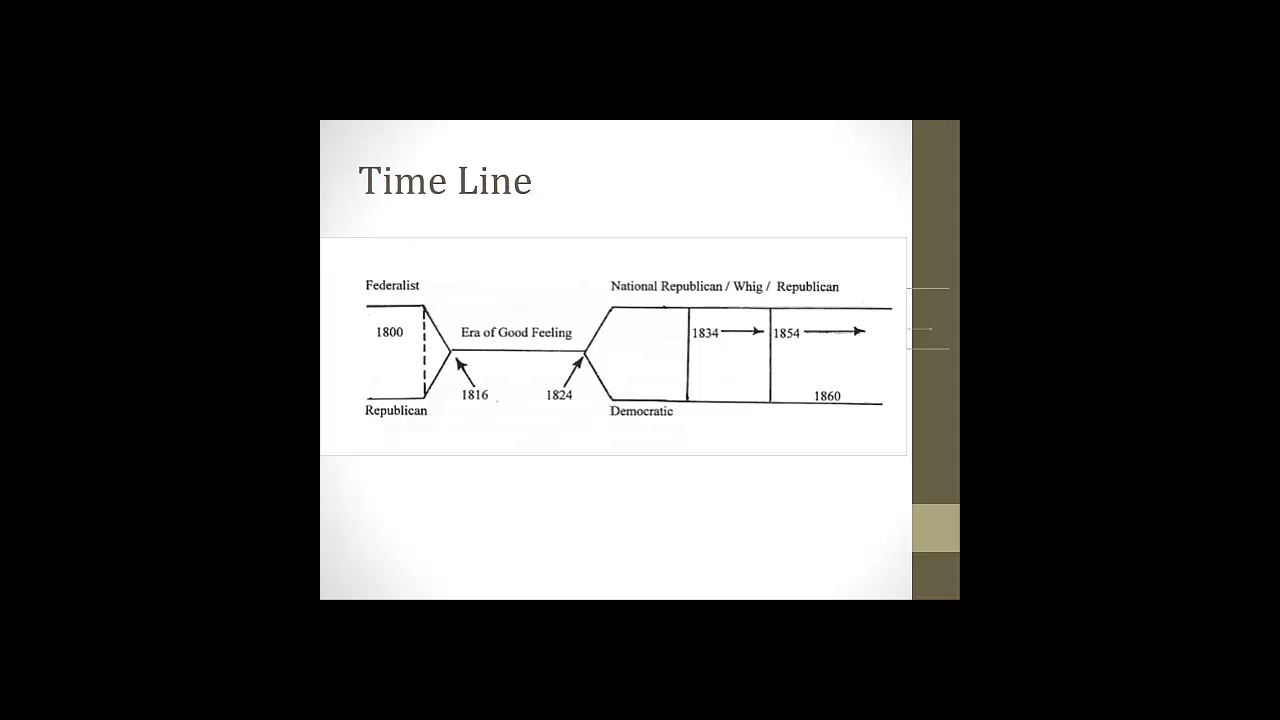 Time Line
Federalist
National Republican / Whig / Republican
1800
Era of Good Feeling
1834
1854
1816
1824
1860
Republican
Democratic